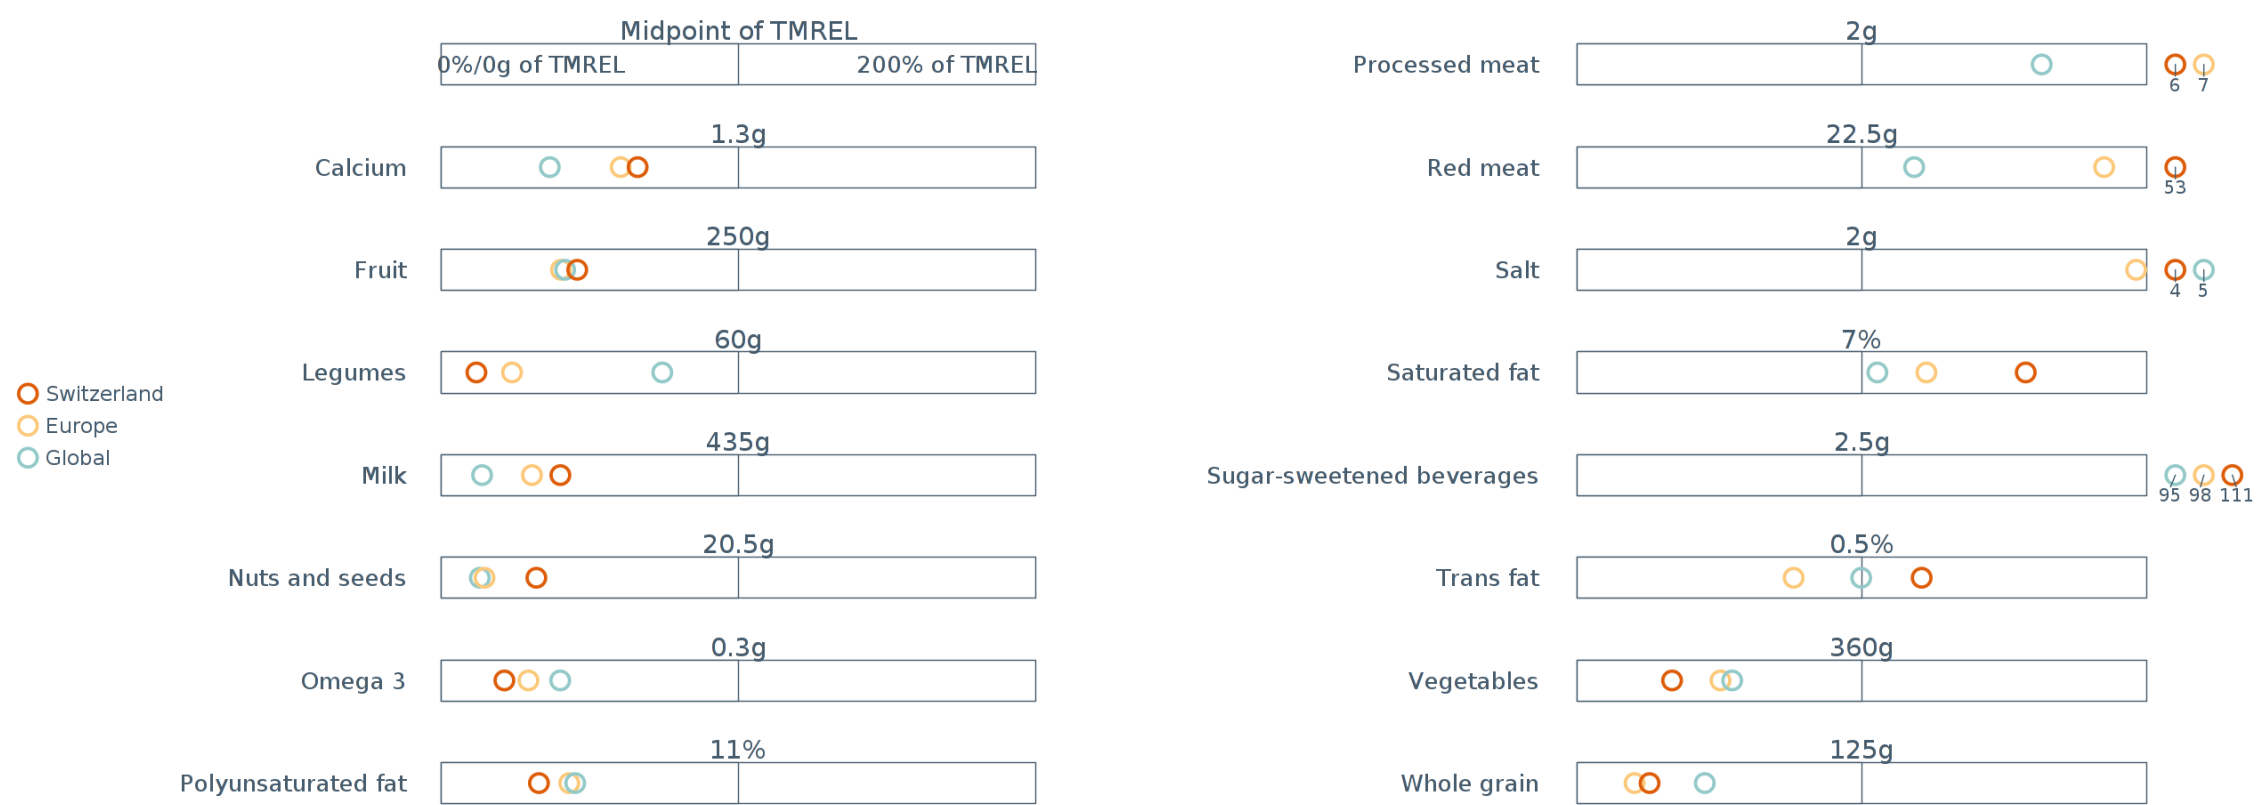 Midpoint of TMREL
0%/0g of TMREL 200% of TMREL
1.3g
Calcium
250g
Fruit
60g
Legumes
435g
Milk
20.5g
Nuts and seeds
0.3g
Omega 3
11%
Polyunsaturated fat
Switzerland
Europe
Global
2g
Processed meat
6 7
22.5g
Red meat
53
2g
Salt
4 5
7%
Saturated fat
2.5g
Sugar-sweetened beverages
95 98 111
0.5%
Trans fat
360g
Vegetables
125g
Whole grain